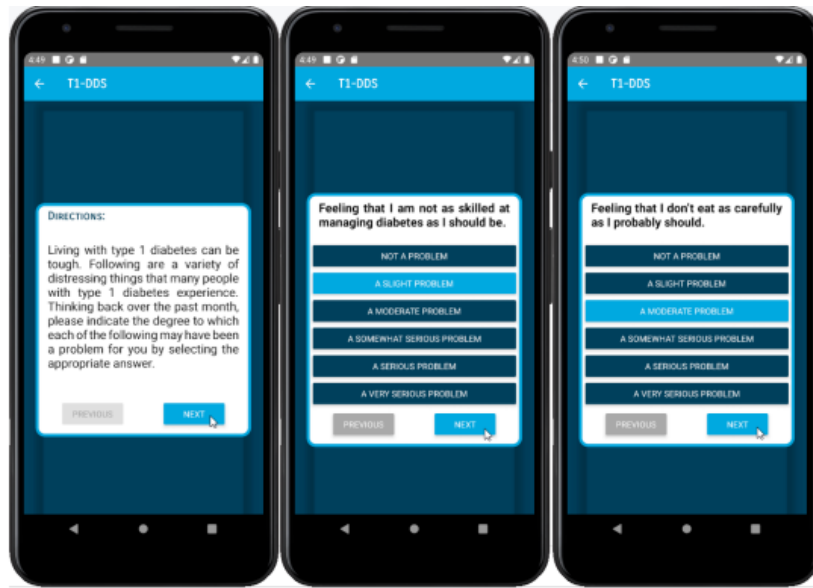 4:49
T1-DDS
DIRECTIONS:
Living with type 1 diabetes can be
tough. Following are a variety of
distressing things that many people
with type 1 diabetes experience.
Thinking back over the past month,
please indicate the degree to which
each of the following may have been
a problem for you by selecting the
appropriate answer.
PREVIOUS
NEXT
4:49
T1-DDS
Feeling that I am not as skilled at
managing diabetes as I should be.
NOT A PROBLEM
A SLIGHT PROBLEM
A MODERATE PROBLEM
A SOMEWHAT SERIOUS PROBLEM
A SERIOUS PROBLEM
A VERY SERIOUS PROBLEM
PREVIOUS
NEXT
4:50
T1-DDS
Feeling that I don't eat as carefully
as I probably should.
NOT A PROBLEM
A SLIGHT PROBLEM
A MODERATE PROBLEM
A SOMEWHAT SERIOUS PROBLEM
A SERIOUS PROBLEM
A VERY SERIOUS PROBLEM
PREVIOUS
NEXT